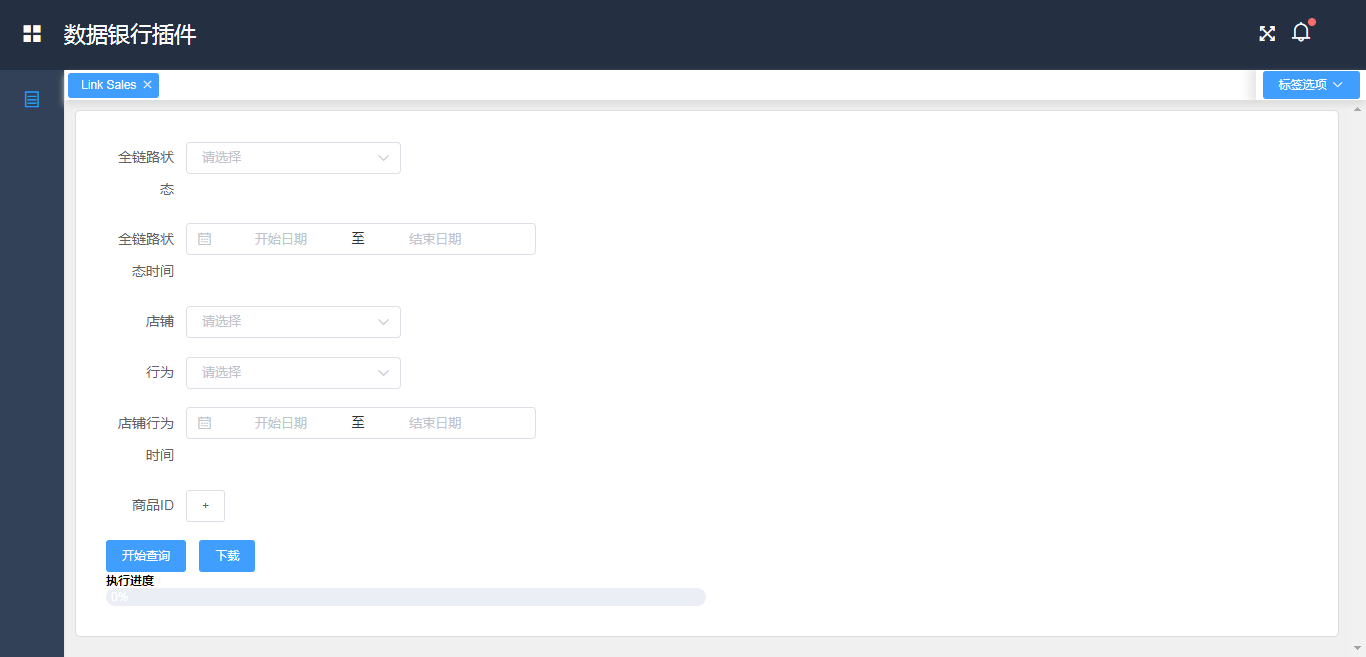 数据银行插件
Link Sales
标签选项
全链路状 请选择
态
全链路状 开始日期 至 结束日期
态时间
店铺 请选择
行为 请选择
店铺行为 开始日期 至 结束日期
时间
商品ID +
开始查询 下载
执行进度
0%